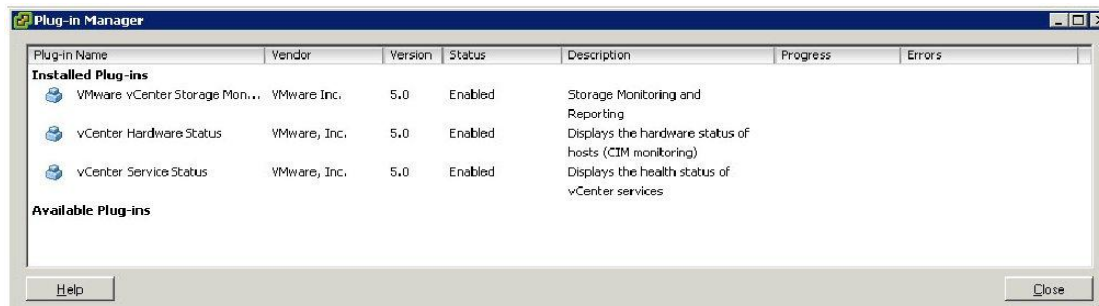 Plug-in Manager
Plug-in Name Vendor Version Status Description Progress Errors
Installed Plug-ins
VMware vCenter Storage Mon... VMware Inc. 5.0 Enabled Storage Monitoring and
Reporting
vCenter Hardware Status VMware, Inc. 5.0 Enabled Displays the hardware status of
hosts (CIM monitoring)
vCenter Service Status VMware, Inc. 5.0 Enabled Displays the health status of
vCenter services
Available Plug-ins
Help Close